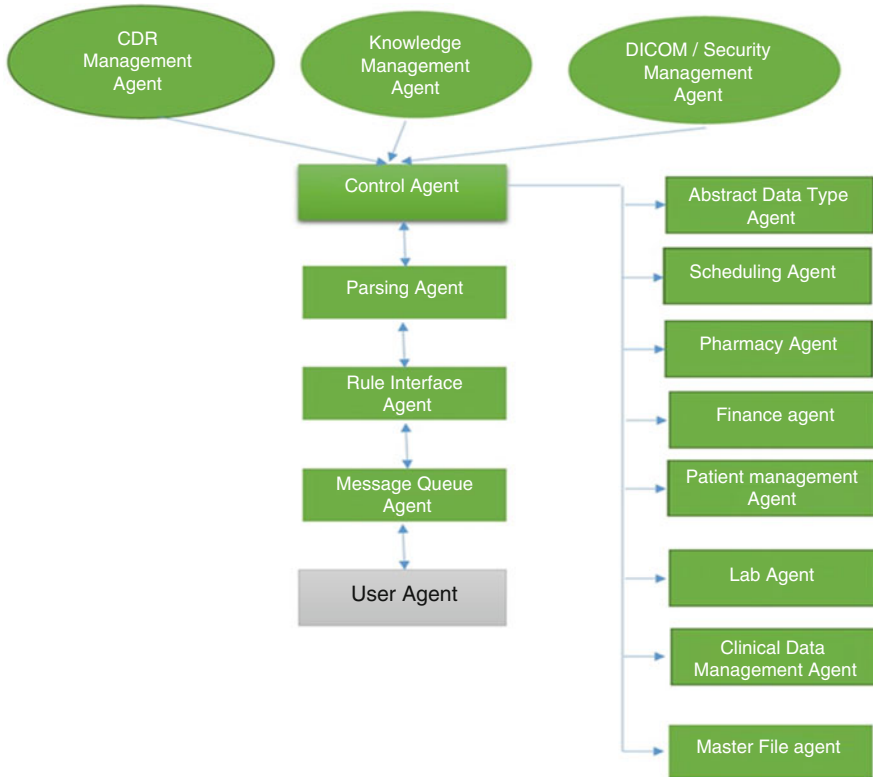 CDR
Management
Agent
Knowledge
Management
Agent
DICOM / Security
Management
Agent
Control Agent
Parsing Agent
Rule Interface
Agent
Message Queue
Agent
User Agent
Abstract Data Type
Agent
Scheduling Agent
Pharmacy Agent
Finance agent
Patient management
Agent
Lab Agent
Clinical Data
Management Agent
Master File agent